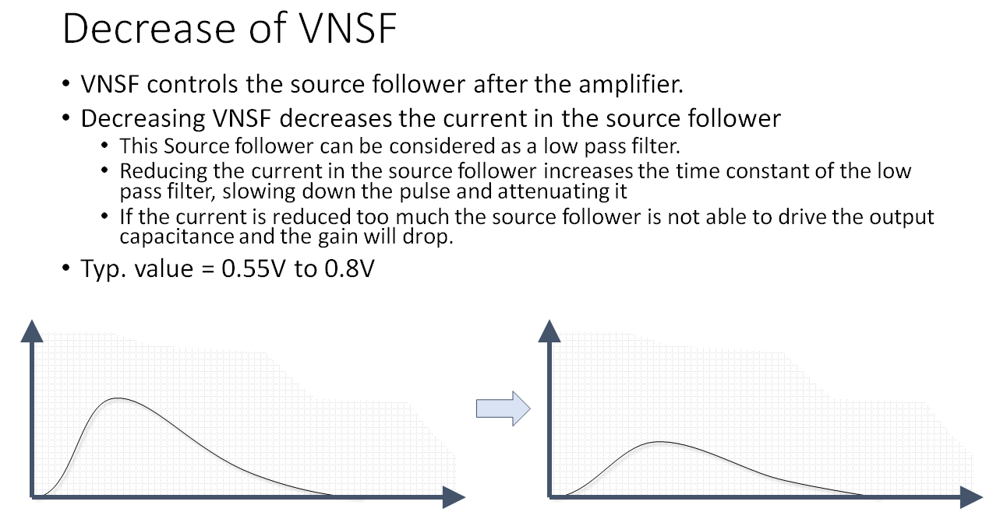 Decrease of VNSF
• VNSF controls the source follower after the amplifier.
• Decreasing VNSF decreases the current in the source follower
• This Source follower can be considered as a low pass filter.
• Reducing the current in the source follower increases the time constant of the low
pass filter, slowing down the pulse and attenuating it
• If the current is reduced too much the source follower is not able to drive the output
capacitance and the gain will drop.
• Typ. value = 0.55V to 0.8V